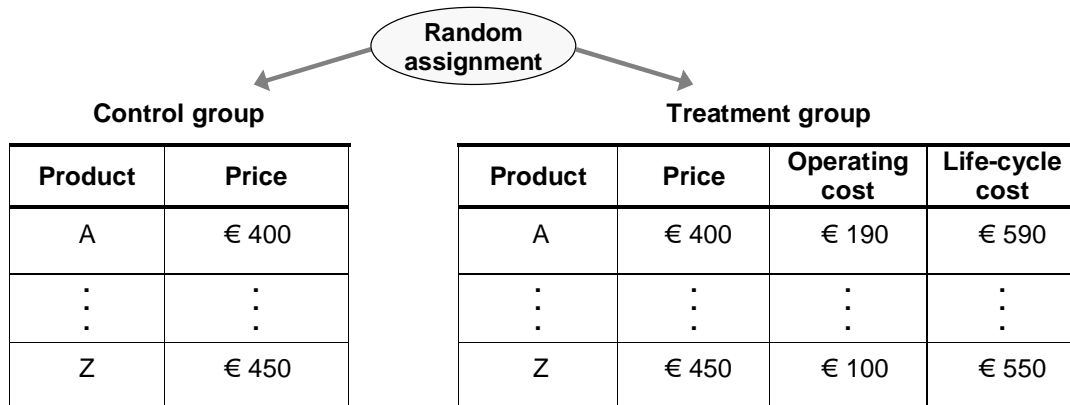 Random
assignment
Control group
Product Price
A € 400
. .
. .
. .
Z € 450
Treatment group
Product Price Operating cost Life-cycle cost
A € 400 € 190 € 590
. . . .
. . . .
. . . .
Z € 450 € 100 € 550